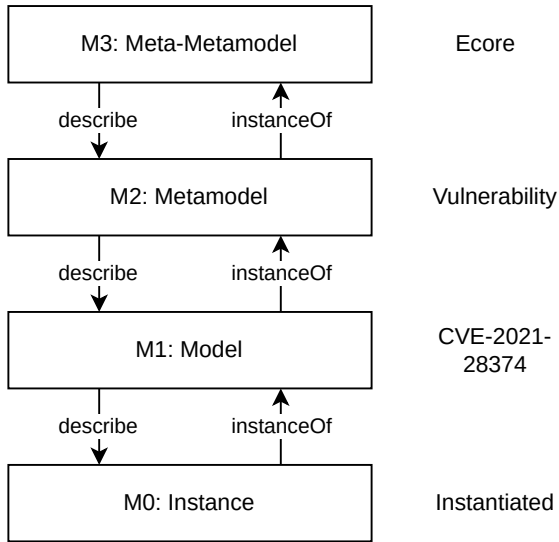 M3: Meta-Metamodel Ecore
describe instanceOf
M2: Metamodel Vulnerability
describe instanceOf
M1: Model CVE-2021-
28374
describe instanceOf
M0: Instance Instantiated